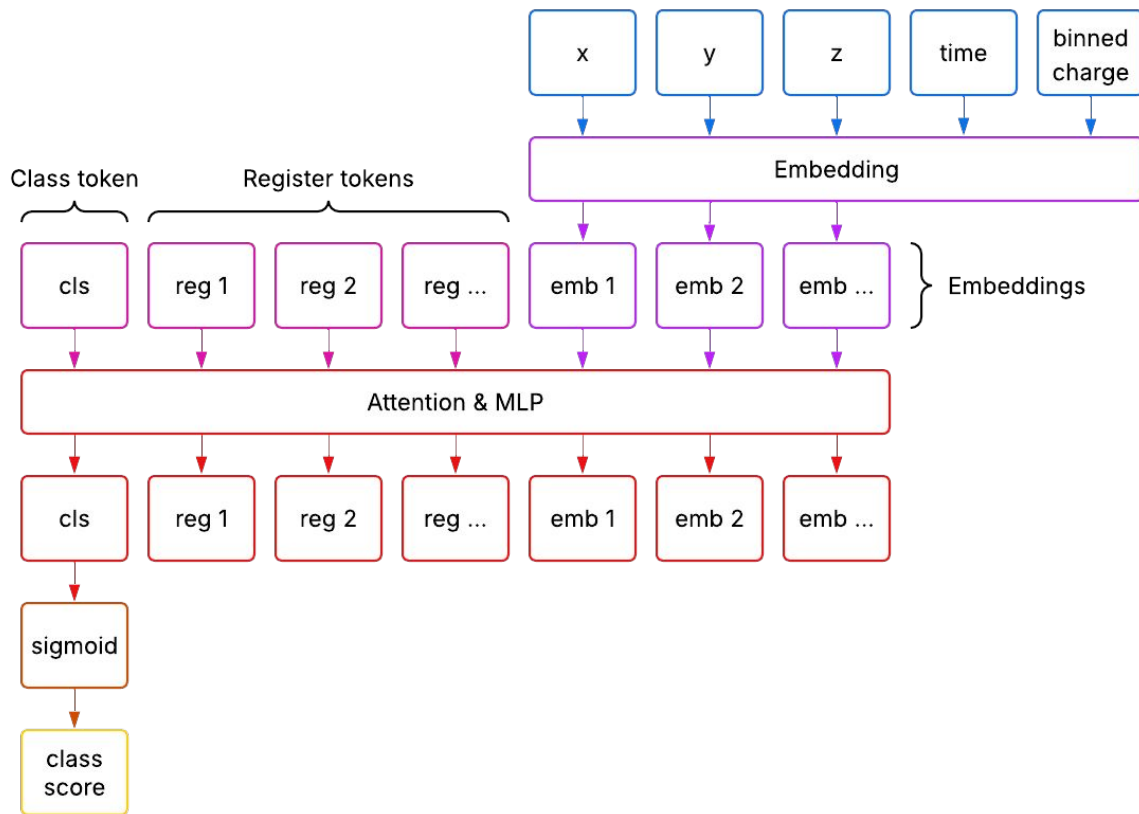 x
y
z
time
binned
charge
Embedding
Class token
Register tokens
cls
reg 1
reg 2
reg ...
emb 1
emb 2
emb ...
Embeddings
Attention & MLP
cls
reg 1
reg 2
reg ...
emb 1
emb 2
emb ...
sigmoid
class
score